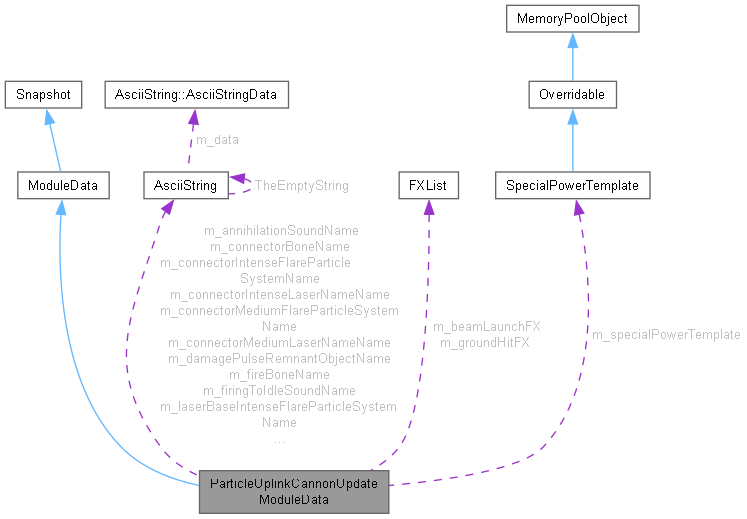 MemoryPoolObject
Snapshot
AsciiString::AsciiStringData
Overridable
m_data
ModuleData
AsciiString
TheEmptyString
FXList
SpecialPowerTemplate
m_annihilationSoundName
m_connectorBoneName
m_connectorIntenseFlareParticle
SystemName
m_connectorIntenseLaserNameName
m_connectorMediumFlareParticleSystem
Name
m_connectorMediumLaserNameName
m_damagePulseRemnantObjectName
m_fireBoneName
m_firingToIdleSoundName
m_laserBaseIntenseFlareParticleSystem
Name
...
m_beamLaunchFX
m_groundHitFX
m_specialPowerTemplate
ParticleUplinkCannonUpdate
ModuleData